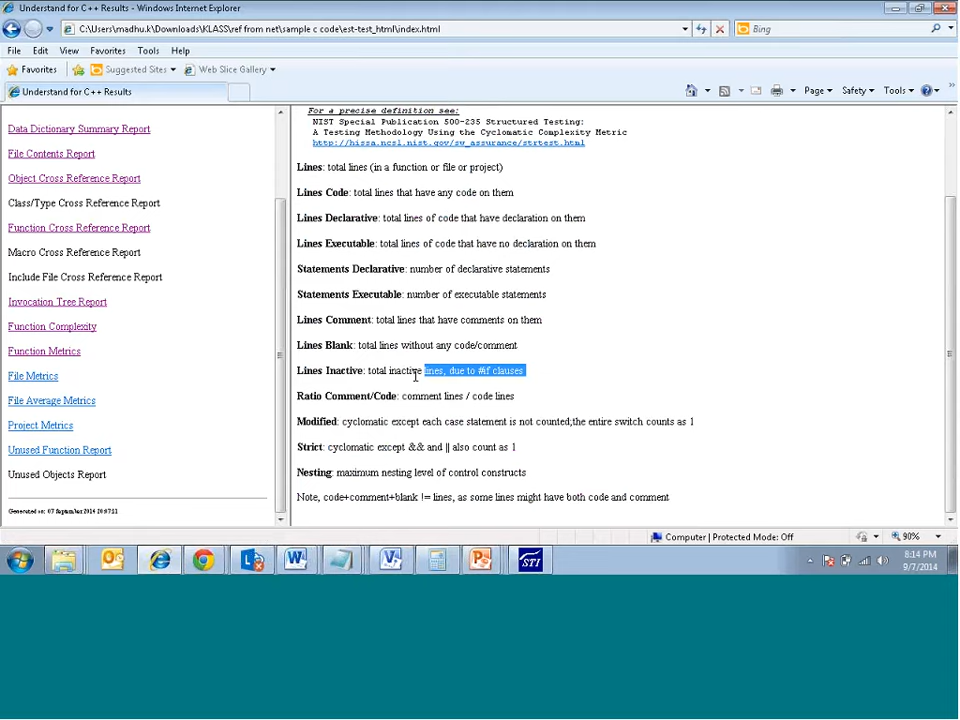 Understand for C++ Results - Windows Internet Explorer
C:\Users\madhu.k\Downloads\KLASS\ref from net\sample c code\est-test_html\index.html
Bing
File Edit View Favorites Tools Help
Favorites Suggested Sites Web Slice Gallery
Understand for C++ Results
Page Safety Tools
Data Dictionary Summary Report
File Contents Report
Object Cross Reference Report
Class/Type Cross Reference Report
Function Cross Reference Report
Macro Cross Reference Report
Include File Cross Reference Report
Invocation Tree Report
Function Complexity
Function Metrics
File Metrics
File Average Metrics
Project Metrics
Unused Function Report
Unused Objects Report
For a precise definition see:
NIST Special Publication 500-235 Structured Testing:
A Testing Methodology Using the Cyclomatic Complexity Metric
http://hissa.ncsl.nist.gov/sw_assurance/strtest.html
Lines: total lines (in a function or file or project)
Lines Code: total lines that have any code on them
Lines Declarative: total lines of code that have declaration on them
Lines Executable: total lines of code that have no declaration on them
Statements Declarative: number of declarative statements
Statements Executable: number of executable statements
Lines Comment: total lines that have comments on them
Lines Blank: total lines without any code/comment
Lines Inactive: total inactive lines, due to #if clauses
Ratio Comment/Code: comment lines / code lines
Modified: cyclomatic except each case statement is not counted;the entire switch counts as 1
Strict: cyclomatic except && and || also count as 1
Nesting: maximum nesting level of control constructs
Note, code+comment+blank != lines, as some lines might have both code and comment
Computer | Protected Mode: Off
90%
STI
8:14 PM
9/7/2014